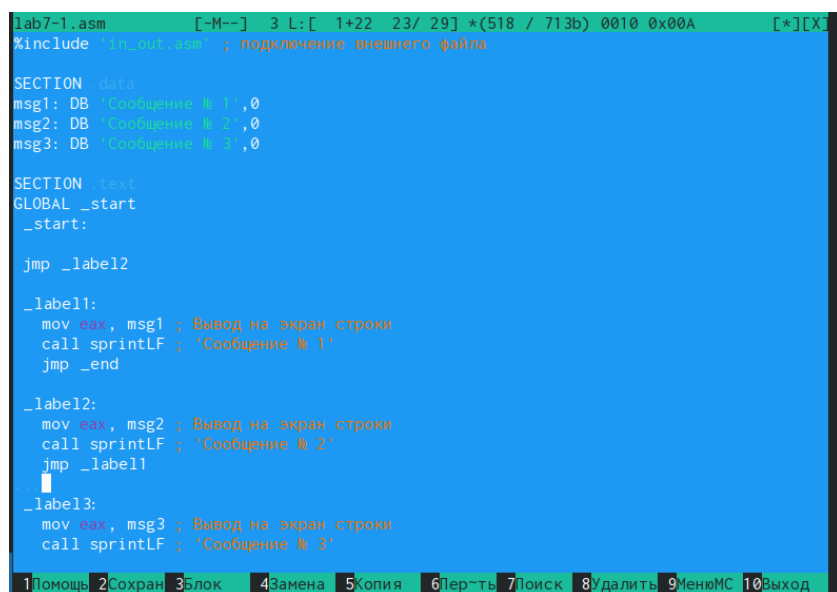 lab7-1.asm [-M--] 3 L:[ 1+22 23/ 29] *(518 / 713b) 0010 0x00A [*][X]
%include 'in_out.asm' ; подключение внешнего файла
SECTION .data
msg1: DB 'Сообщение № 1',0
msg2: DB 'Сообщение № 2',0
msg3: DB 'Сообщение № 3',0
SECTION .text
GLOBAL _start
_start:
jmp _label2
_label1:
mov eax, msg1 ; Вывод на экран строки
call sprintLF ; 'Сообщение № 1'
jmp _end
_label2:
mov eax, msg2 ; Вывод на экран строки
call sprintLF ; 'Сообщение № 2'
jmp _label1
...
_label3:
mov eax, msg3 ; Вывод на экран строки
call sprintLF ; 'Сообщение № 3'
1Помощь 2Сохран 3Блок 4Замена 5Копия 6Пер~ть 7Поиск 8Удалить 9МенюМС 10Выход